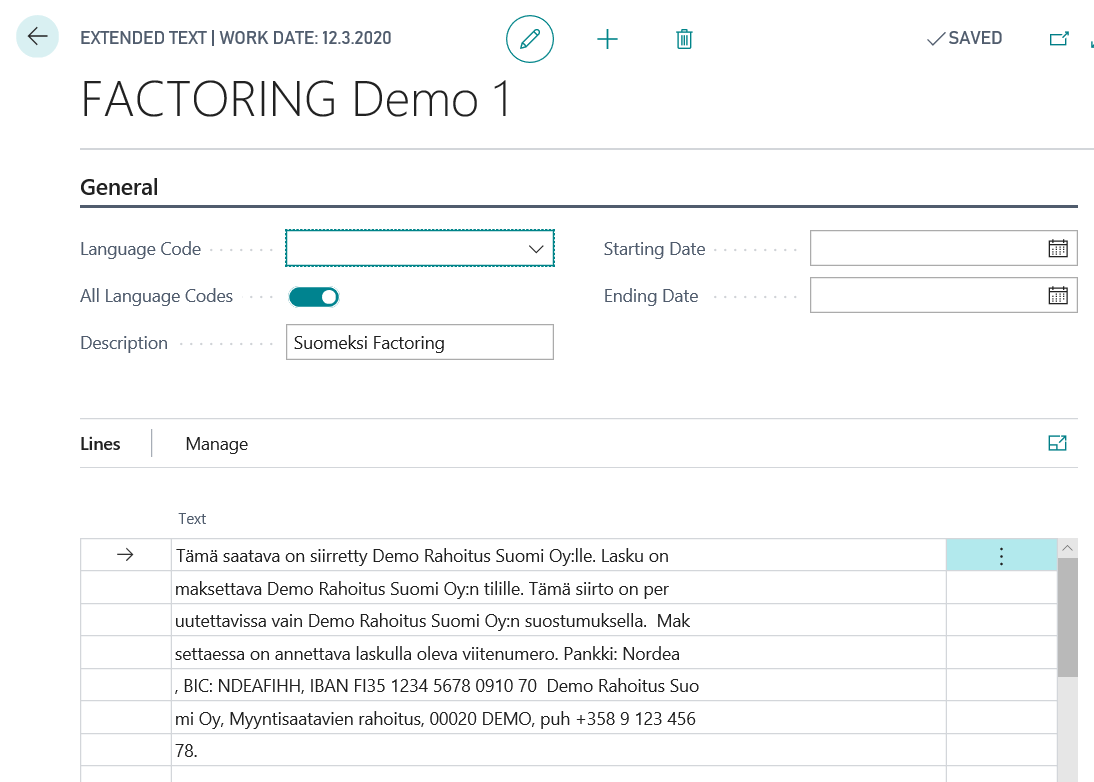 EXTENDED TEXT | WORK DATE: 12.3.2020
SAVED
FACTORING Demo 1
General
Language Code
Starting Date
All Language Codes
Ending Date
Description
Suomeksi Factoring
Lines
Manage
Text
Tämä saatava on siirretty Demo Rahoitus Suomi Oy:lle. Lasku on
maksettava Demo Rahoitus Suomi Oy:n tilille. Tämä siirto on per
uutettavissa vain Demo Rahoitus Suomi Oy:n suostumuksella.  Mak
settaessa on annettava laskulla oleva viitenumero. Pankki: Nordea
, BIC: NDEAFIHH, IBAN FI35 1234 5678 0910 70  Demo Rahoitus Suo
mi Oy, Myyntisaatavien rahoitus, 00020 DEMO, puh +358 9 123 456
78.